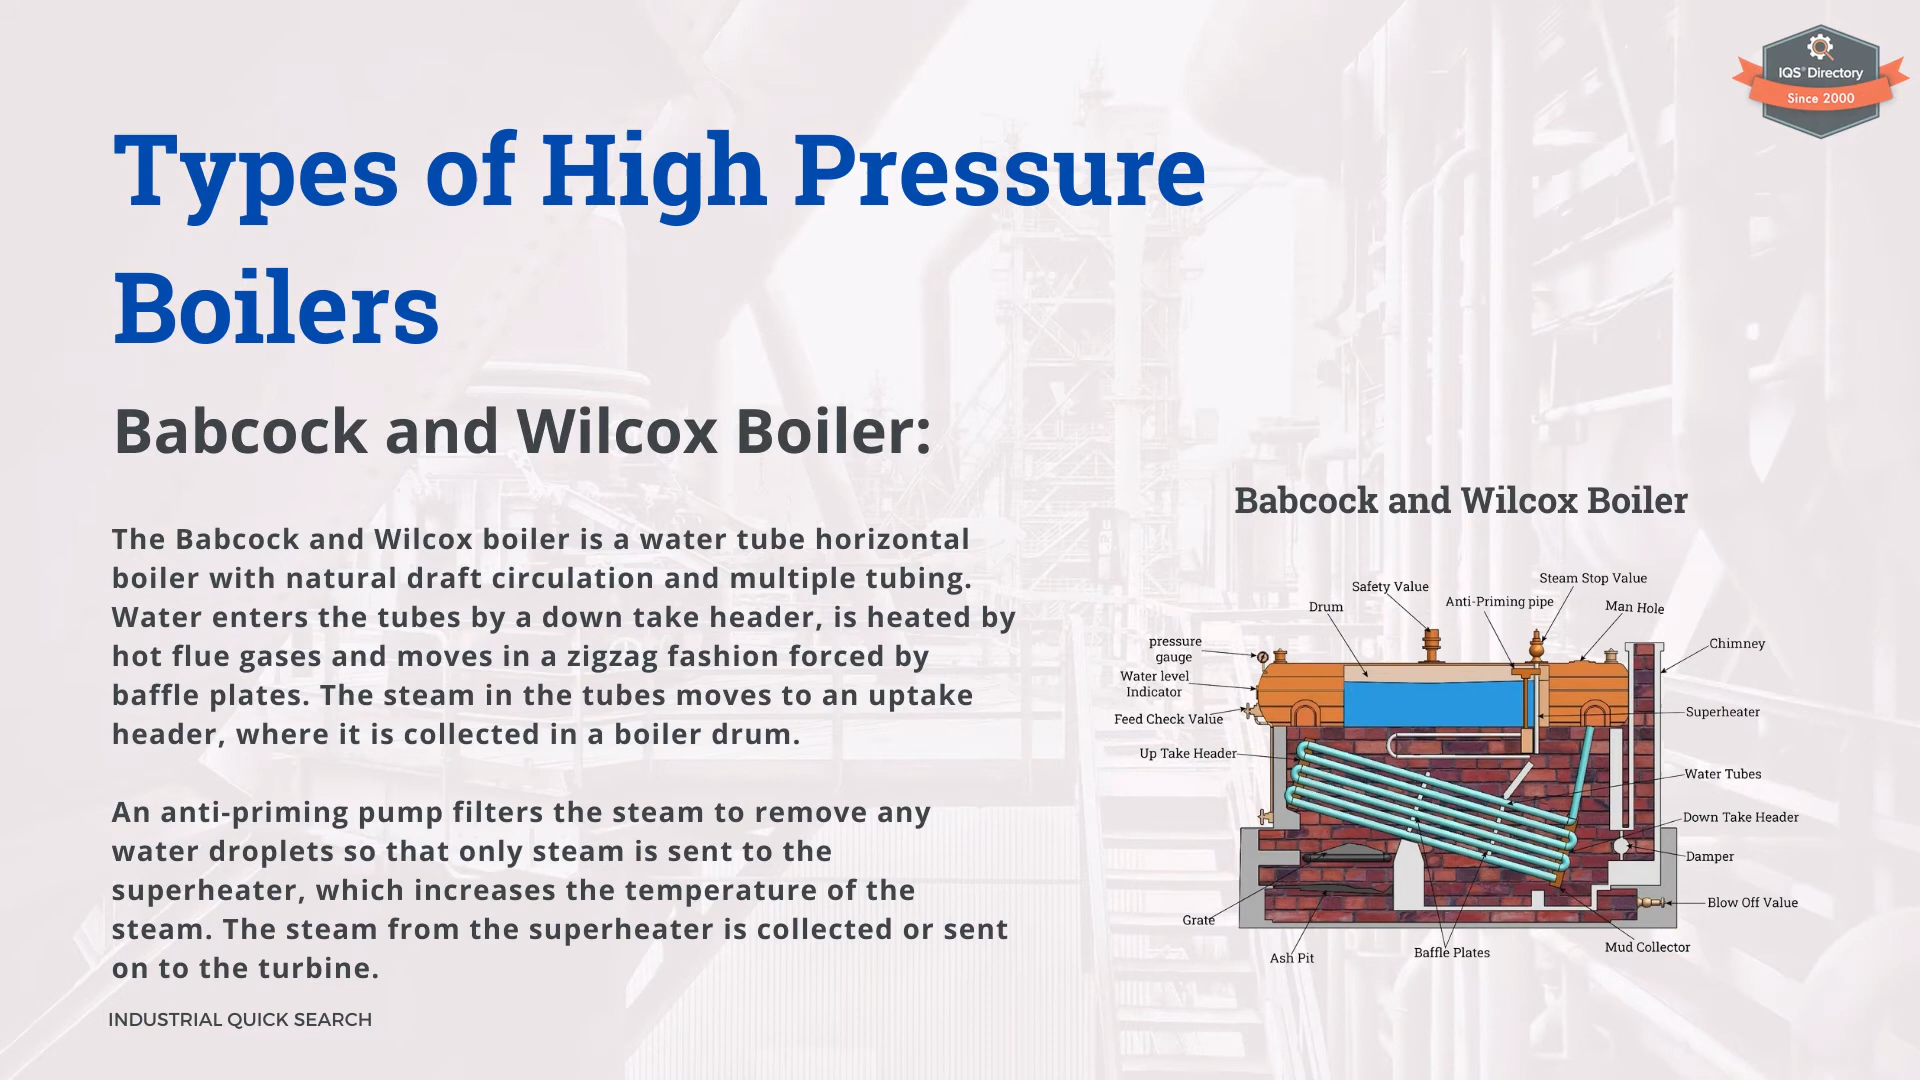 IQS® Directory
Since 2000
Types of High Pressure
Boilers
Babcock and Wilcox Boiler:
The Babcock and Wilcox boiler is a water tube horizontal
boiler with natural draft circulation and multiple tubing.
Water enters the tubes by a down take header, is heated by
hot flue gases and moves in a zigzag fashion forced by
baffle plates. The steam in the tubes moves to an uptake
header, where it is collected in a boiler drum.
An anti-priming pump filters the steam to remove any
water droplets so that only steam is sent to the
superheater, which increases the temperature of the
steam. The steam from the superheater is collected or sent
on to the turbine.
INDUSTRIAL QUICK SEARCH
Babcock and Wilcox Boiler
Steam Stop Value
Safety Value
Anti-Priming pipe
Drum
Man Hole
pressure
gauge
Chimney
Water level
Indicator
Feed Check Value
Superheater
Up Take Header
Water Tubes
Down Take Header
Damper
Blow Off Value
Grate
Mud Collector
Baffle Plates
Ash Pit